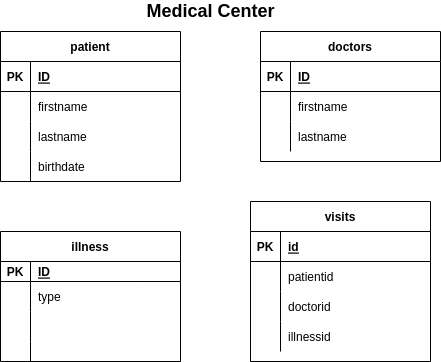 Medical Center
patient
PK ID
firstname
lastname
birthdate
doctors
PK ID
firstname
lastname
illness
PK ID
type
visits
PK id
patientid
doctorid
illnessid